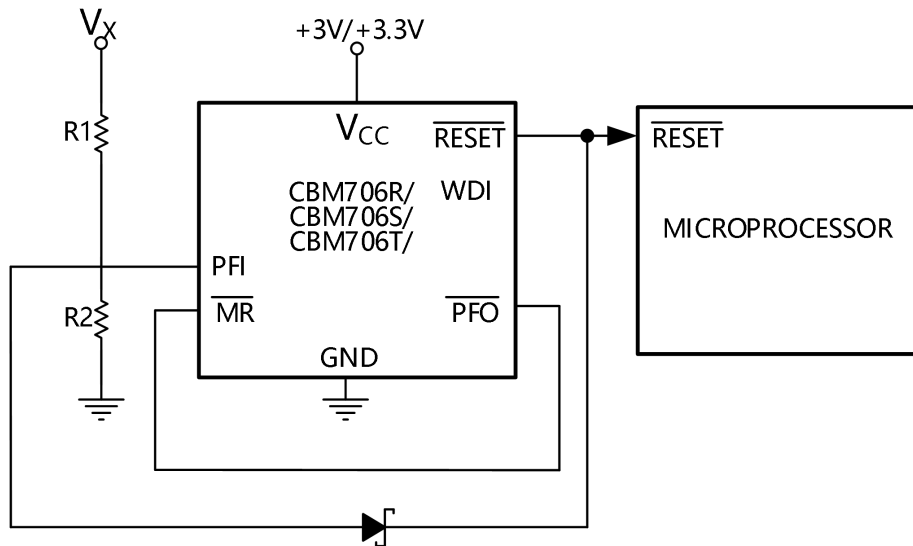 Vx
+3V/+3.3V
R1
VCC
RESET
RESET
CBM706R/
CBM706S/
CBM706T/
WDI
MICROPROCESSOR
PFI
R2
MR
PFO
GND